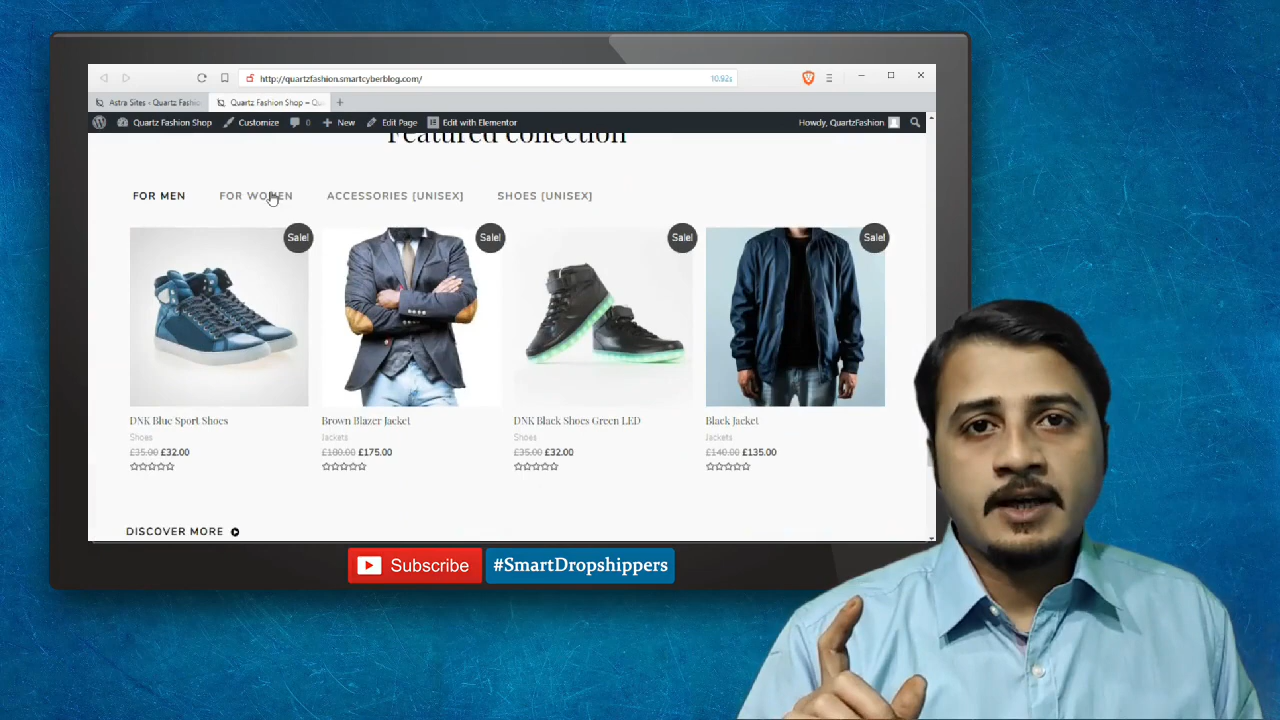 http://quartzfashion.smartcyberblog.com/
10.92s
Astra Sites ‹ Quartz Fashio
Quartz Fashion Shop – Qu
Quartz Fashion Shop
Customize
0
New
Edit Page
Edit with Elementor
Howdy, QuartzFashion
Featured collection
FOR MEN
FOR WOMEN
ACCESSORIES [UNISEX]
SHOES [UNISEX]
Sale!
Sale!
Sale!
Sale!
DNK Blue Sport Shoes
Shoes
£35.00 £32.00
Brown Blazer Jacket
Jackets
£180.00 £175.00
DNK Black Shoes Green LED
Shoes
£35.00 £32.00
Black Jacket
Jackets
£140.00 £135.00
DISCOVER MORE
Subscribe
#SmartDropshippers